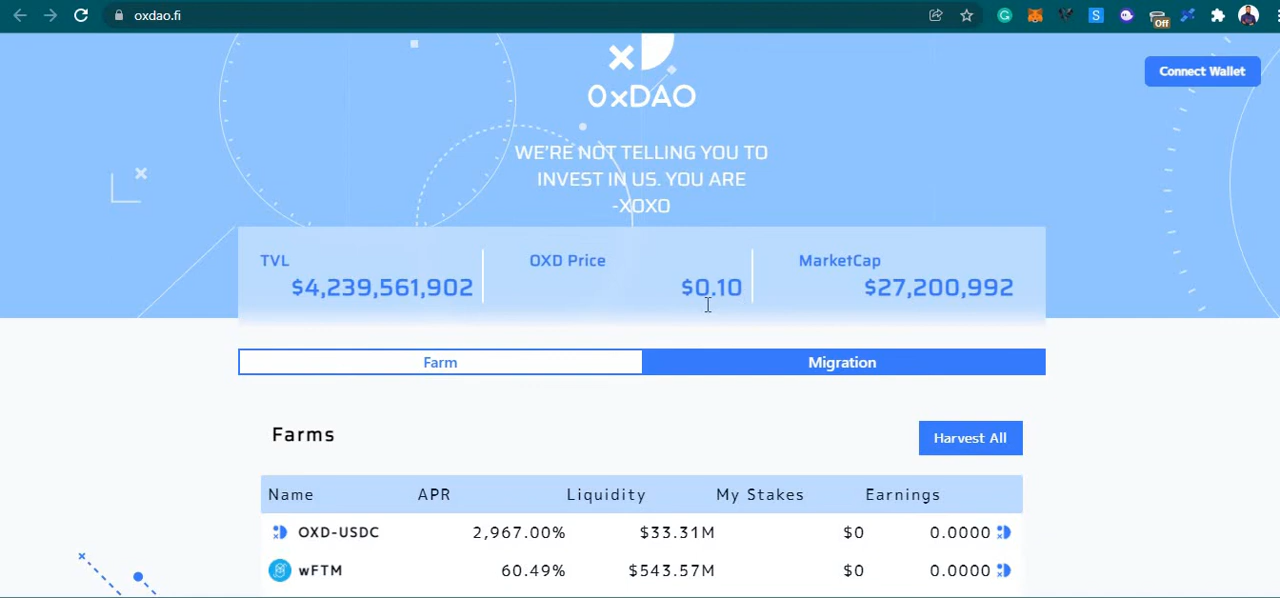 oxdao.fi
Off
Connect Wallet
0xDAO
WE'RE NOT TELLING YOU TO
INVEST IN US. YOU ARE
-XOXO
TVL
$4,239,561,902
OXD Price
$0.10
MarketCap
$27,200,992
Farm
Migration
Farms
Harvest All
Name APR Liquidity My Stakes Earnings
OXD-USDC 2,967.00% $33.31M $0 0.0000
wFTM 60.49% $543.57M $0 0.0000